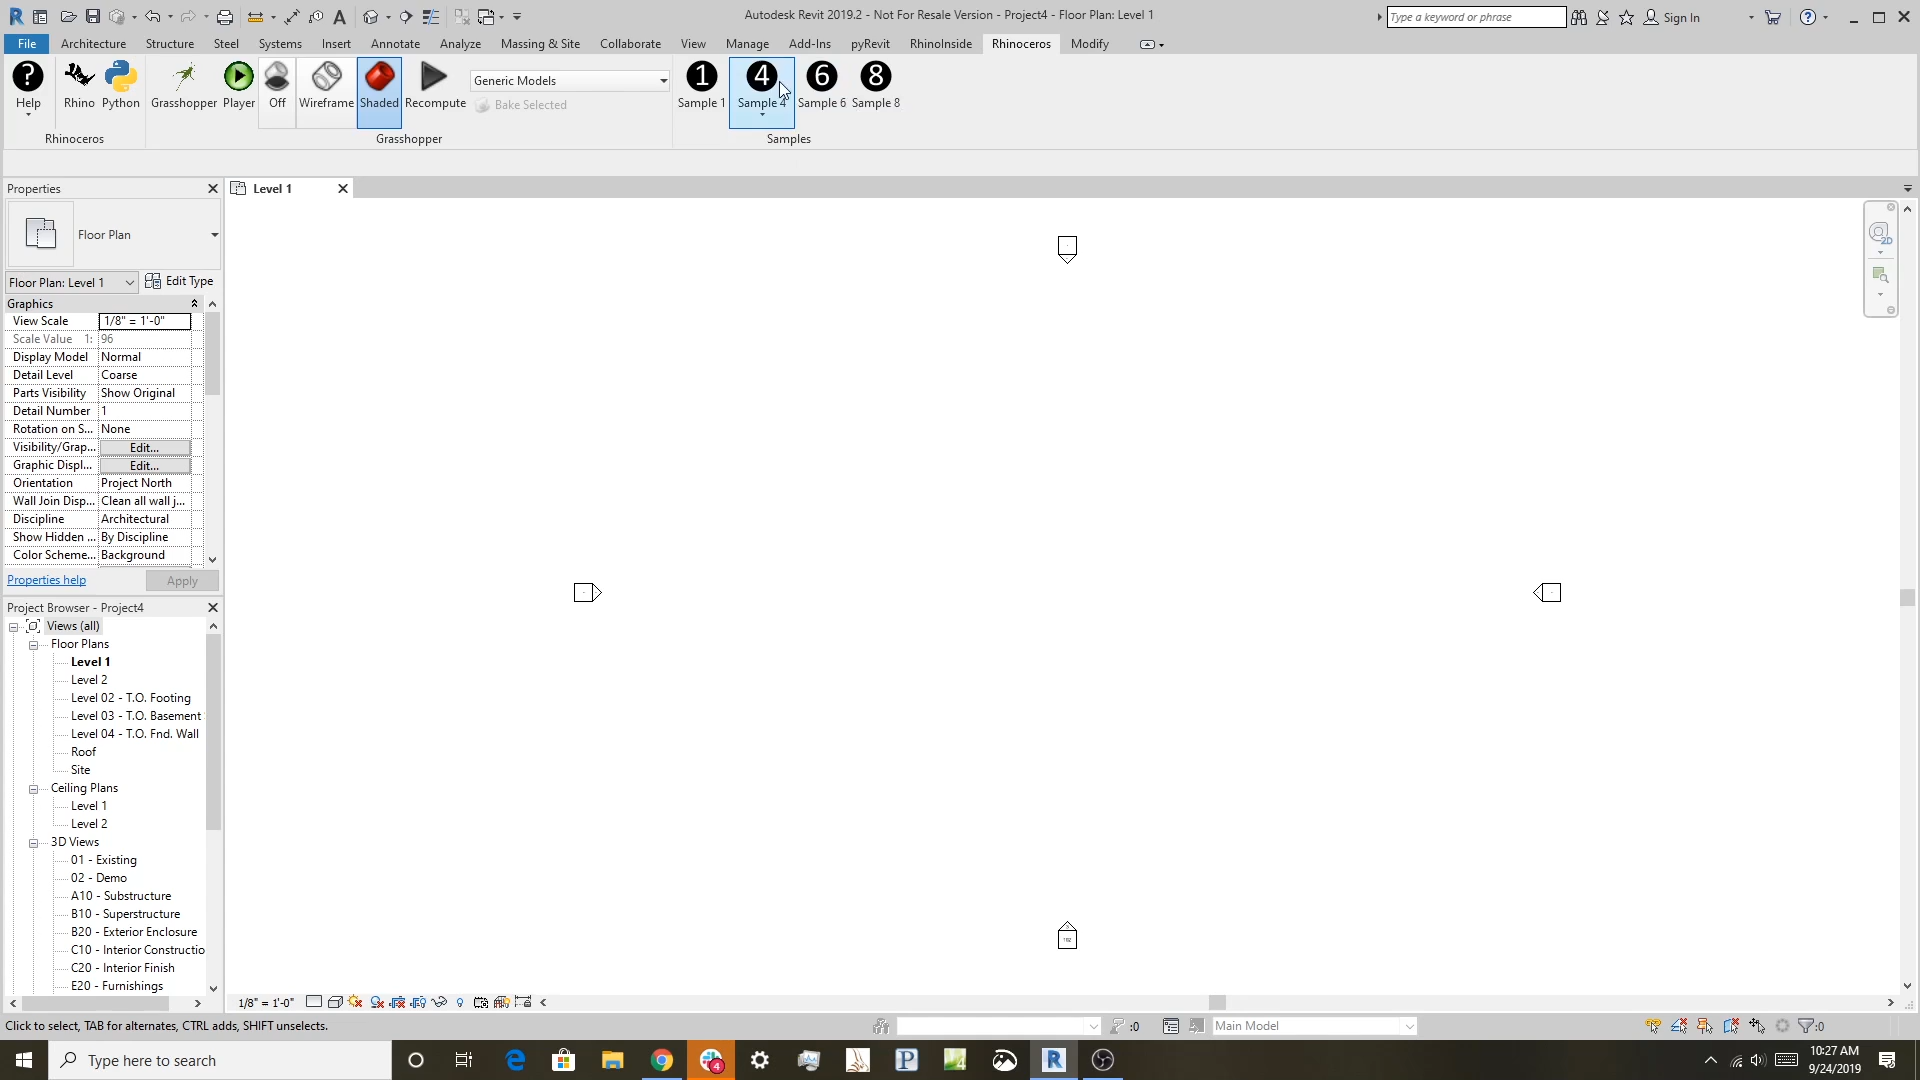 Autodesk Revit 2019.2 - Not For Resale Version - Project4 - Floor Plan: Level 1
Type a keyword or phrase
Sign In
File Architecture Structure Steel Systems Insert Annotate Analyze Massing & Site Collaborate View Manage Add-Ins pyRevit RhinoInside Rhinoceros Modify
Help Rhino Python Grasshopper Player Off Wireframe Shaded Recompute
Generic Models
Bake Selected
1 4 6 8
Sample 1 Sample 4 Sample 6 Sample 8
Rhinoceros Grasshopper Samples
Properties
Level 1
Floor Plan
Floor Plan: Level 1 Edit Type
Graphics
View Scale 1/8" = 1'-0"
Scale Value 1: 96
Display Model Normal
Detail Level Coarse
Parts Visibility Show Original
Detail Number 1
Rotation on S... None
Visibility/Grap... Edit...
Graphic Displ... Edit...
Orientation Project North
Wall Join Disp... Clean all wall j...
Discipline Architectural
Show Hidden ... By Discipline
Color Scheme... Background
Properties help Apply
Project Browser - Project4
Views (all)
Floor Plans
Level 1
Level 2
Level 02 - T.O. Footing
Level 03 - T.O. Basement
Level 04 - T.O. Fnd. Wall
Roof
Site
Ceiling Plans
Level 1
Level 2
3D Views
01 - Existing
02 - Demo
A10 - Substructure
B10 - Superstructure
B20 - Exterior Enclosure
C10 - Interior Constructio
C20 - Interior Finish
E20 - Furnishings
2D
1/8" = 1'-0"
Click to select, TAB for alternates, CTRL adds, SHIFT unselects.
:0
Main Model
:0
Type here to search
4
10:27 AM
9/24/2019